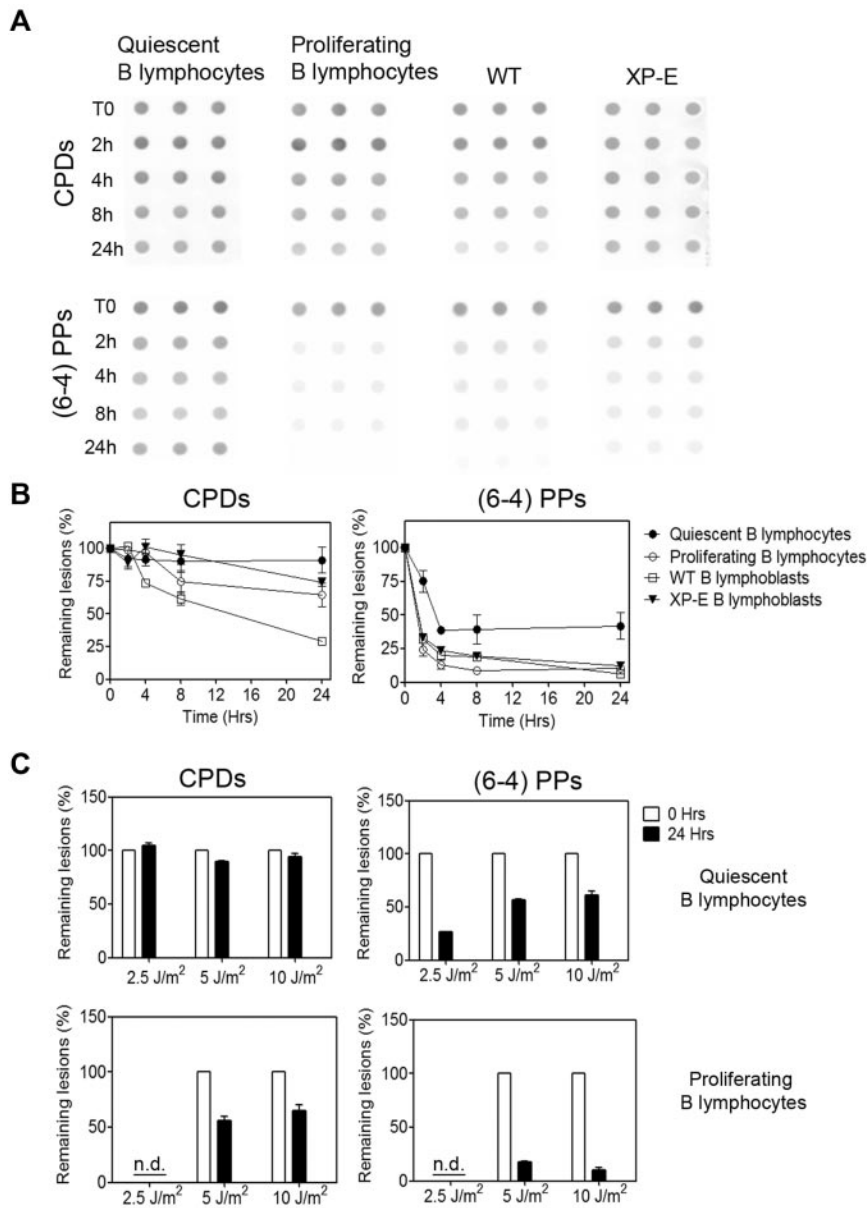 A
Quiescent
B lymphocytes
Proliferating
B lymphocytes
WT
XP-E
CPDs
T0
2h
4h
8h
24h
(6-4) PPs
T0
2h
4h
8h
24h
B
CPDs
Remaining lesions (%)
100
75
50
25
0
0 4 8 12 16 20 24
Time (Hrs)
(6-4) PPs
Remaining lesions (%)
100
75
50
25
0
0 4 8 12 16 20 24
Time (Hrs)
Quiescent B lymphocytes
Proliferating B lymphocytes
WT B lymphoblasts
XP-E B lymphoblasts
C
CPDs
Remaining lesions (%)
150
100
50
0
2.5 J/m²
5 J/m²
10 J/m²
(6-4) PPs
Remaining lesions (%)
150
100
50
0
2.5 J/m²
5 J/m²
10 J/m²
0 Hrs
24 Hrs
Quiescent
B lymphocytes
Remaining lesions (%)
150
100
50
0
n.d.
2.5 J/m²
5 J/m²
10 J/m²
Remaining lesions (%)
150
100
50
0
n.d.
2.5 J/m²
5 J/m²
10 J/m²
Proliferating
B lymphocytes